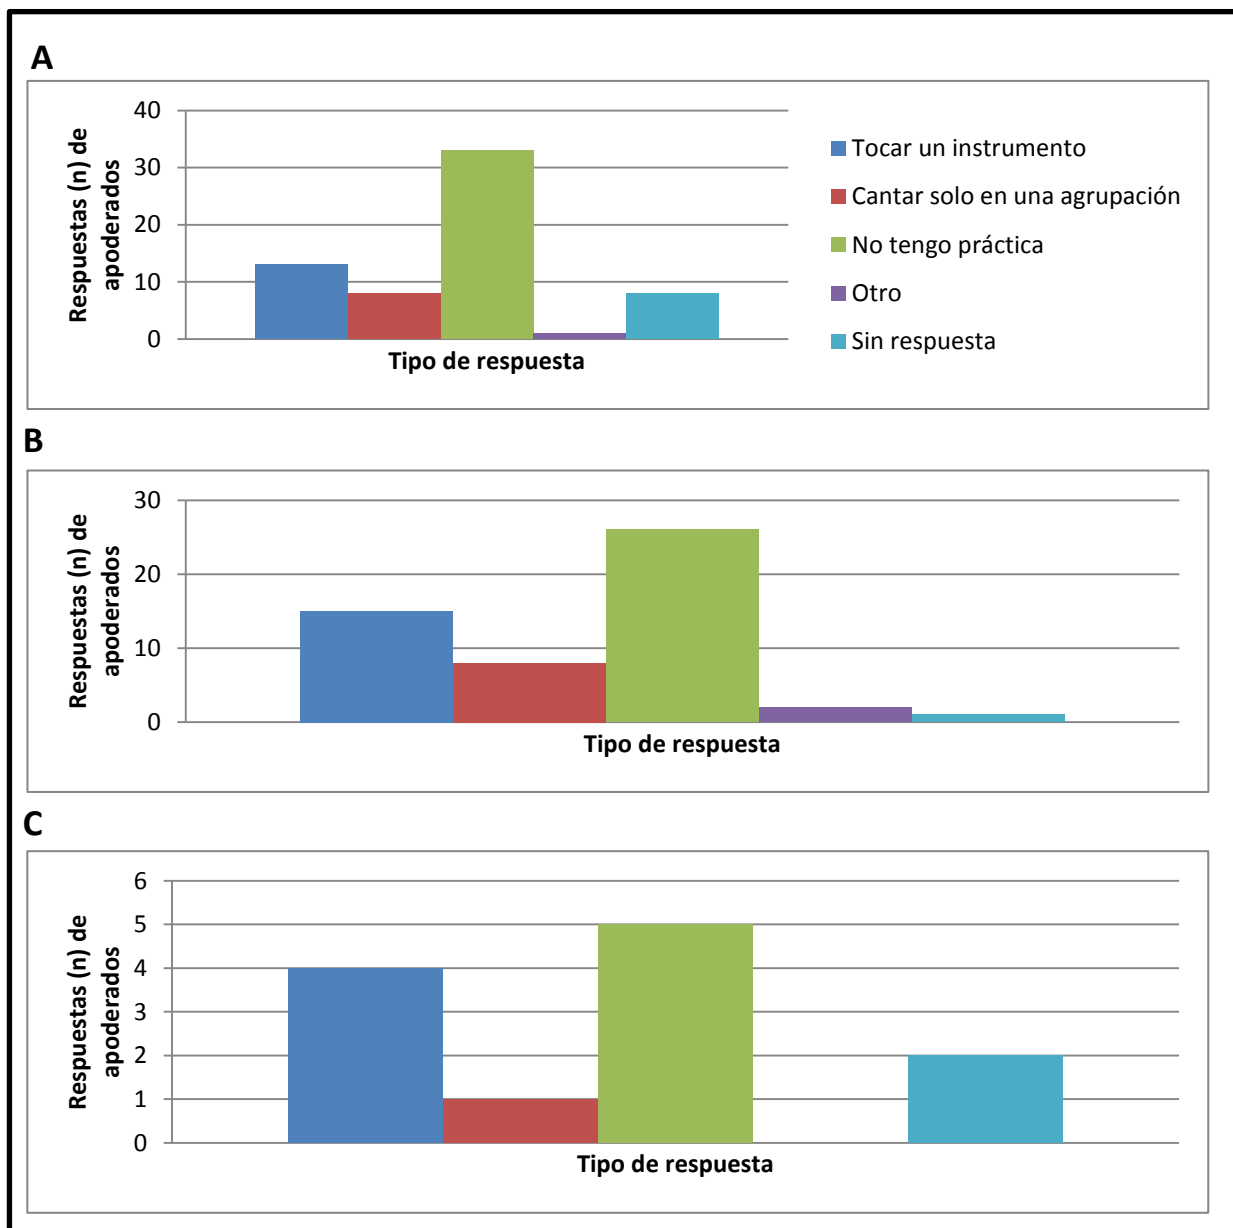 A
Respuestas (n) de
apoderados
40
30
20
10
0
Tipo de respuesta
Tocar un instrumento
Cantar solo en una agrupación
No tengo práctica
Otro
Sin respuesta
B
Respuestas (n) de
apoderados
30
20
10
0
Tipo de respuesta
C
Respuestas (n) de
apoderados
6
5
4
3
2
1
0
Tipo de respuesta